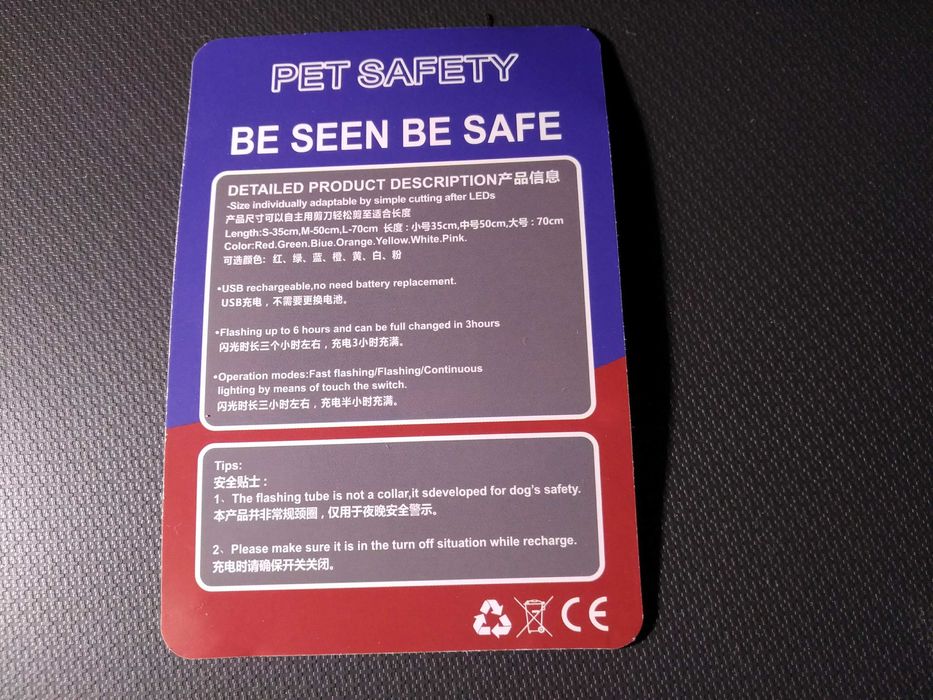 PET SAFETY
BE SEEN BE SAFE
DETAILED PRODUCT DESCRIPTION产品信息
-Size individually adaptable by simple cutting after LEDs
产品尺寸可以自主用剪刀轻松剪至适合长度
Length:S-35cm,M-50cm,L-70cm 长度：小号35cm,中号50cm,大号：70cm
Color:Red.Green.Blue.Orange.Yellow.White.Pink.
可选颜色: 红、绿、蓝、橙、黄、白、粉
•USB rechargeable,no need battery replacement.
USB充电，不需要更换电池。
•Flashing up to 6 hours and can be full changed in 3hours
闪光时长三个小时左右，充电3小时充满。
•Operation modes:Fast flashing/Flashing/Continuous
lighting by means of touch the switch.
闪光时长三小时左右，充电半小时充满。
Tips:
安全贴士：
1、The flashing tube is not a collar,it sdeveloped for dog's safety.
本产品并非常规颈圈，仅用于夜晚安全警示。
2、Please make sure it is in the turn off situation while recharge.
充电时请确保开关关闭。
CE